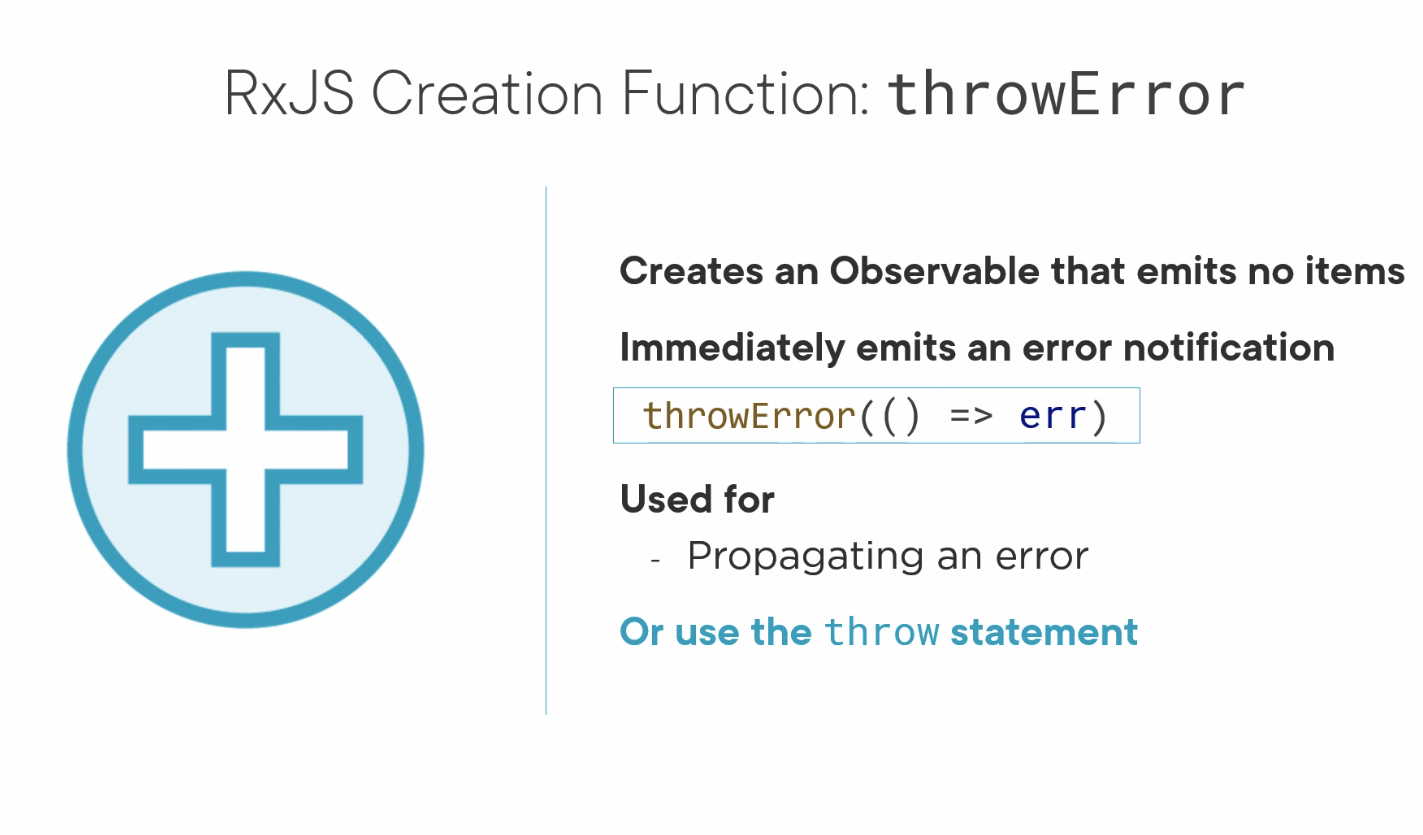 RxJS Creation Function: throwError
Creates an Observable that emits no items
Immediately emits an error notification
throwError(() => err)
Used for
- Propagating an error
Or use the throw statement